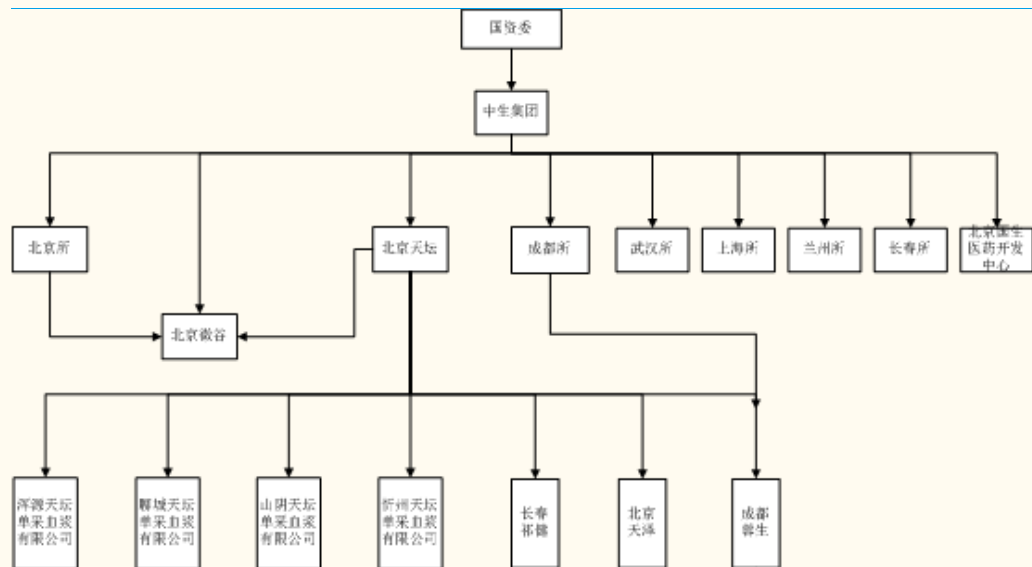 国资委
中生集团
北京所
北京天坛
成都所
武汉所
上海所
兰州所
长春所
北京国生
医药开发
中心
北京微谷
浑源天坛
单采血浆
有限公司
聊城天坛
单采血浆
有限公司
山阴天坛
单采血浆
有限公司
忻州天坛
单采血浆
有限公司
长春
祁健
北京
天泽
成都
蓉生